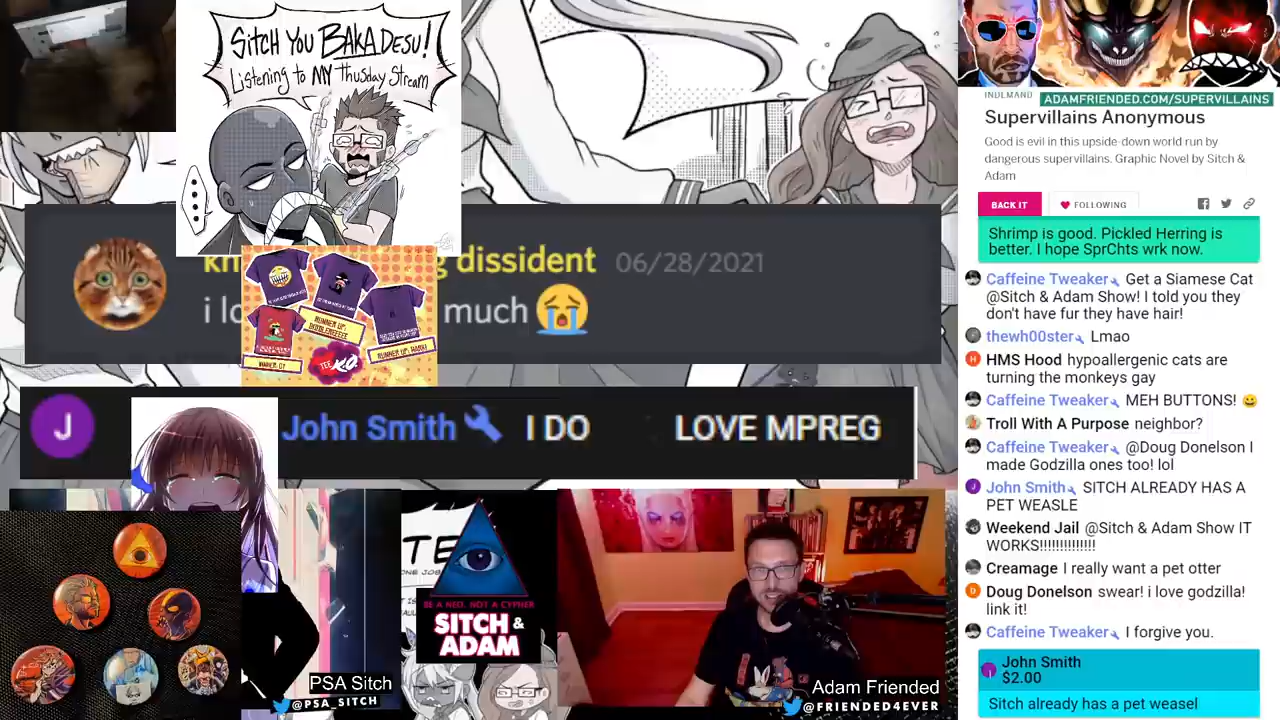 SiTCH YOU BAKA DESU!
Listening to MY Thusday Stream
dissident 06/28/2021
much
RUNNER UP:
TEE K.O.
John Smith I DO LOVE MPREG
BE A NEO, NOT A CYPHER
SITCH &
ADAM
PSA Sitch
@PSA_SITCH
Adam Friended
@FRIENDED4EVER
INDEMAND
ADAMFRIENDED.COM/SUPERVILLAINS
Supervillains Anonymous
Good is evil in this upside-down world run by
dangerous supervillains. Graphic Novel by Sitch &
Adam
BACK IT
FOLLOWING
Shrimp is good. Pickled Herring is
better. I hope SprChts wrk now.
Caffeine Tweaker Get a Siamese Cat
@Sitch & Adam Show! I told you they
don't have fur they have hair!
thewh00ster Lmao
HMS Hood hypoallergenic cats are
turning the monkeys gay
Caffeine Tweaker MEH BUTTONS! 😀
Troll With A Purpose neighbor?
Caffeine Tweaker @Doug Donelson I
made Godzilla ones too! lol
John Smith SITCH ALREADY HAS A
PET WEASLE
Weekend Jail @Sitch & Adam Show IT
WORKS!!!!!!!!!!!!!!
Creamage I really want a pet otter
Doug Donelson swear! i love godzilla!
link it!
Caffeine Tweaker I forgive you.
John Smith
$2.00
Sitch already has a pet weasel